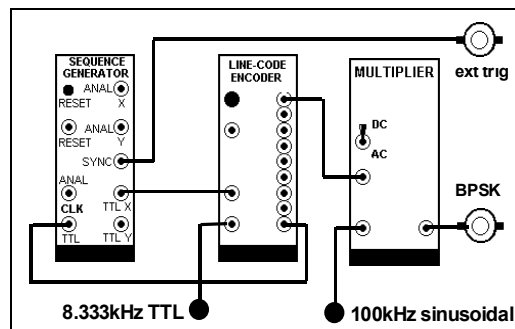 SEQUENCE
GENERATOR
ANAL
RESET
X
ANAL
RESET
Y
SYNC
ANAL
CLK
TTL X
TTL
TTL Y
LINE-CODE
ENCODER
MULTIPLIER
DC
AC
ext trig
BPSK
8.333kHz TTL
100kHz sinusoidal